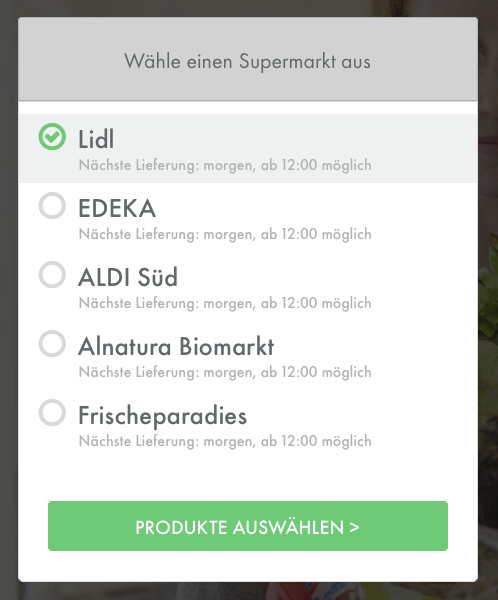 Wähle einen Supermarkt aus
Lidl
Nächste Lieferung: morgen, ab 12:00 möglich
EDEKA
Nächste Lieferung: morgen, ab 12:00 möglich
ALDI Süd
Nächste Lieferung: morgen, ab 12:00 möglich
Alnatura Biomarkt
Nächste Lieferung: morgen, ab 12:00 möglich
Frischeparadies
Nächste Lieferung: morgen, ab 12:00 möglich
PRODUKTE AUSWÄHLEN >